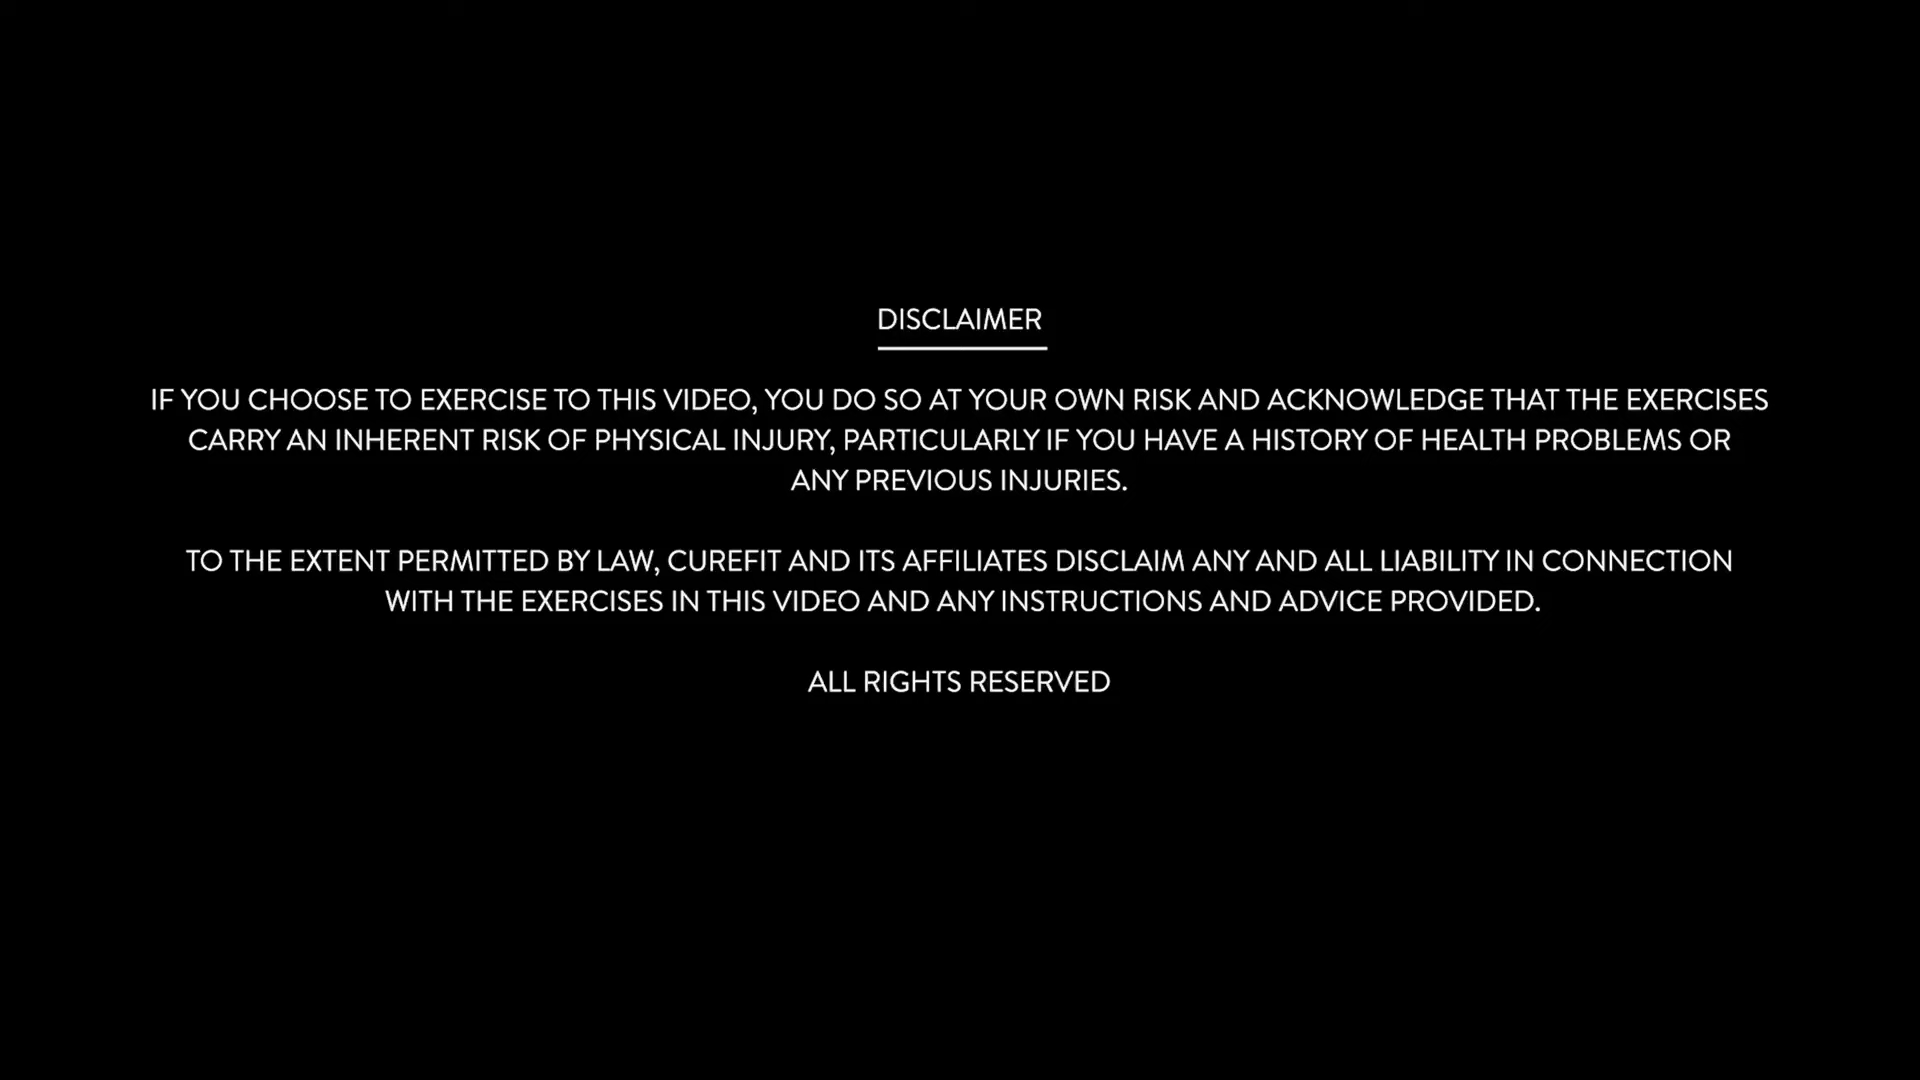 DISCLAIMER
IF YOU CHOOSE TO EXERCISE TO THIS VIDEO, YOU DO SO AT YOUR OWN RISK AND ACKNOWLEDGE THAT THE EXERCISES
CARRY AN INHERENT RISK OF PHYSICAL INJURY, PARTICULARLY IF YOU HAVE A HISTORY OF HEALTH PROBLEMS OR
ANY PREVIOUS INJURIES.
TO THE EXTENT PERMITTED BY LAW, CUREFIT AND ITS AFFILIATES DISCLAIM ANY AND ALL LIABILITY IN CONNECTION
WITH THE EXERCISES IN THIS VIDEO AND ANY INSTRUCTIONS AND ADVICE PROVIDED.
ALL RIGHTS RESERVED